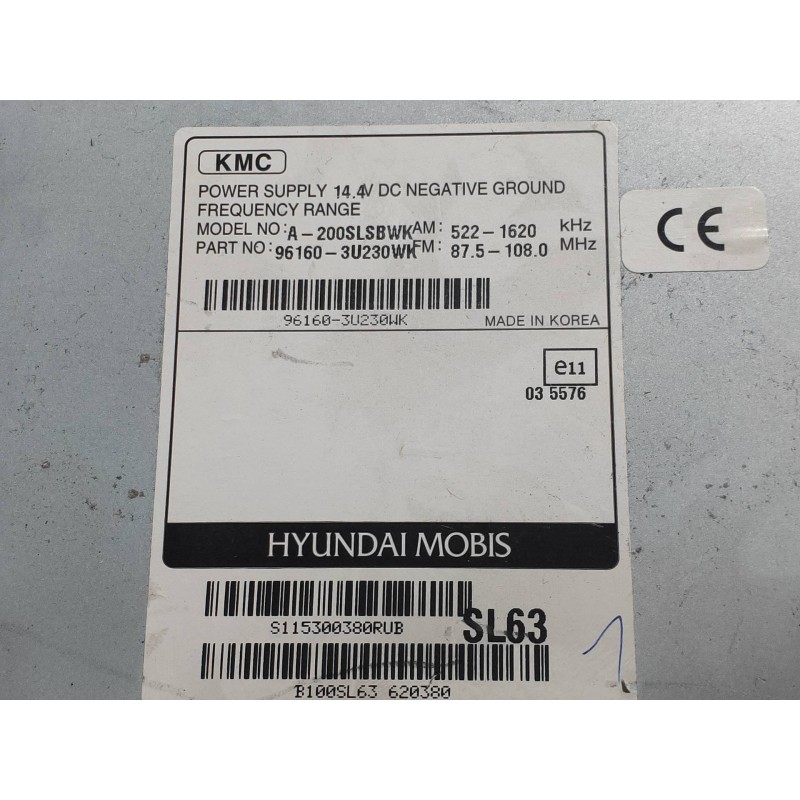 KMC
POWER SUPPLY 14.4V DC NEGATIVE GROUND
FREQUENCY RANGE
MODEL NO: A-200SLSBWK AM: 522-1620 kHz
PART NO: 96160-3U230WK FM: 87.5-108.0 MHz
CE
96160-3U230WK MADE IN KOREA
e11
03 5576
HYUNDAI MOBIS
S115300380RUB SL63
B100SL63 620380
1